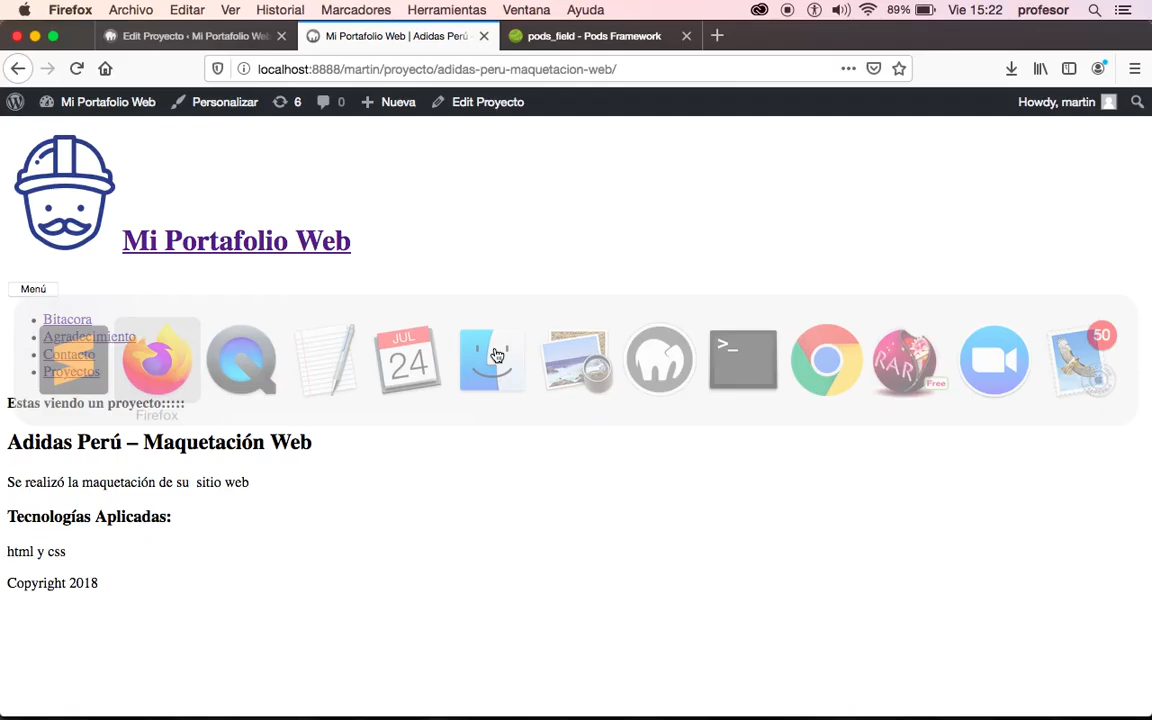 Firefox Archivo Editar Ver Historial Marcadores Herramientas Ventana Ayuda 89% Vie 15:22 profesor
Edit Proyecto ‹ Mi Portafolio Web Mi Portafolio Web | Adidas Perú - pods_field - Pods Framework
localhost:8888/martin/proyecto/adidas-peru-maquetacion-web/
Mi Portafolio Web Personalizar 6 0 Nueva Edit Proyecto Howdy, martin
Mi Portafolio Web
Menú
Bitacora
Agradecimiento
Contacto
Proyectos
JUL
24
>_
RAR
Free
50
Estas viendo un proyecto:::::
Firefox
Adidas Perú – Maquetación Web
Se realizó la maquetación de su sitio web
Tecnologías Aplicadas:
html y css
Copyright 2018